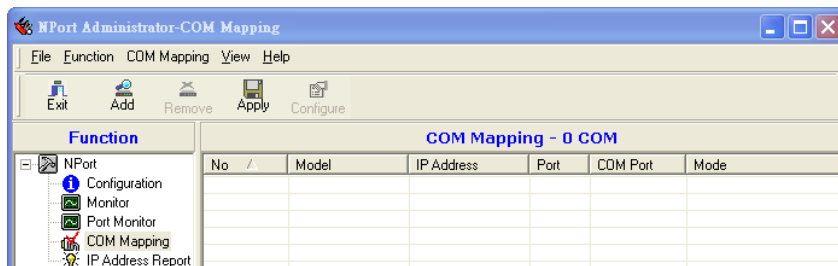 NPort Administrator-COM Mapping
File Function COM Mapping View Help
Exit Add Remove Apply Configure
Function
COM Mapping - 0 COM
No Model IP Address Port COM Port Mode
NPort
Configuration
Monitor
Port Monitor
COM Mapping
IP Address Report